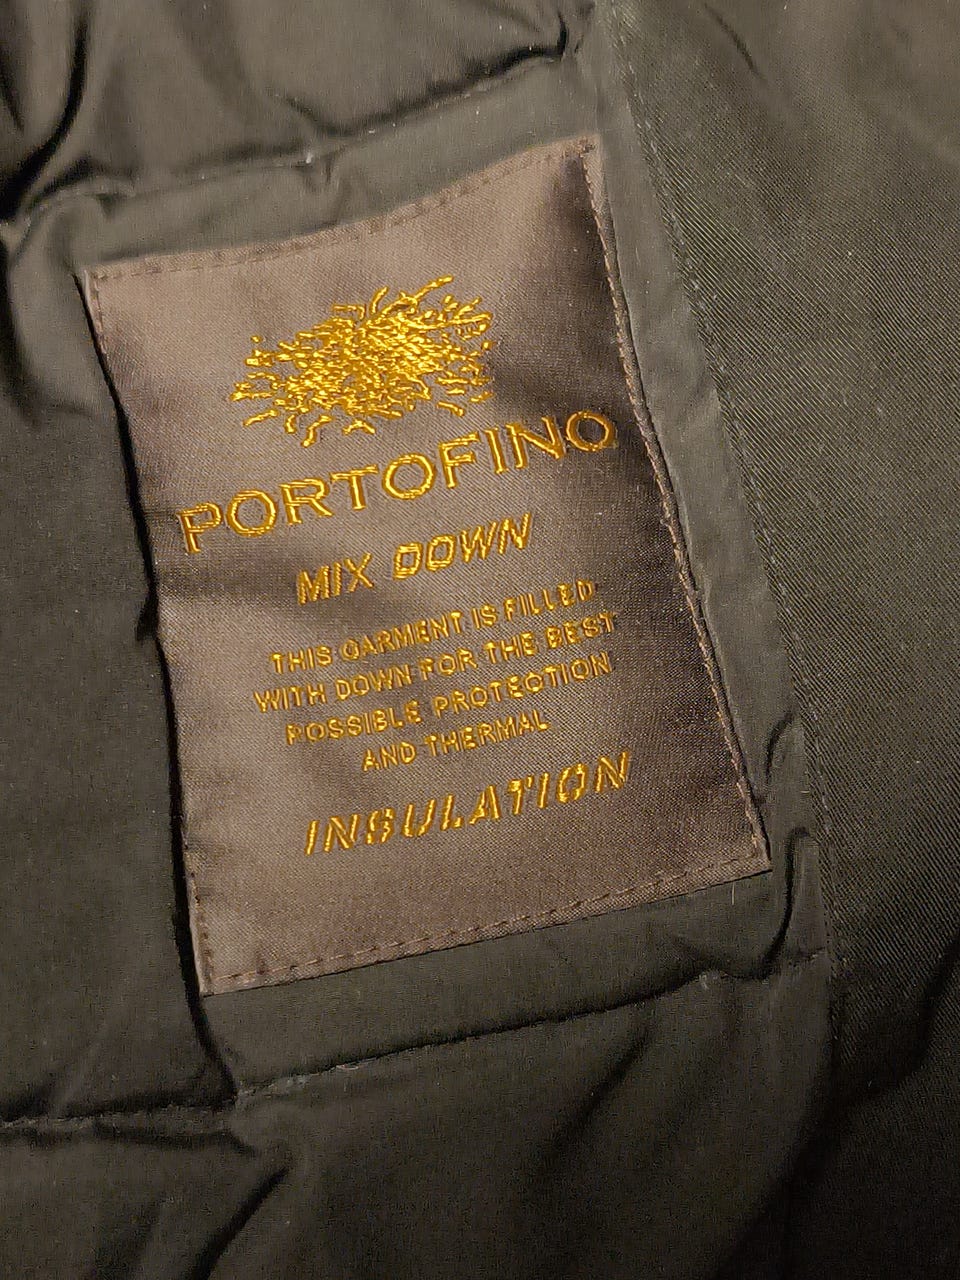 PORTOFINO
MIX DOWN
THIS GARMENT IS FILLED
WITH DOWN FOR THE BEST
POSSIBLE PROTECTION
AND THERMAL
INSULATION